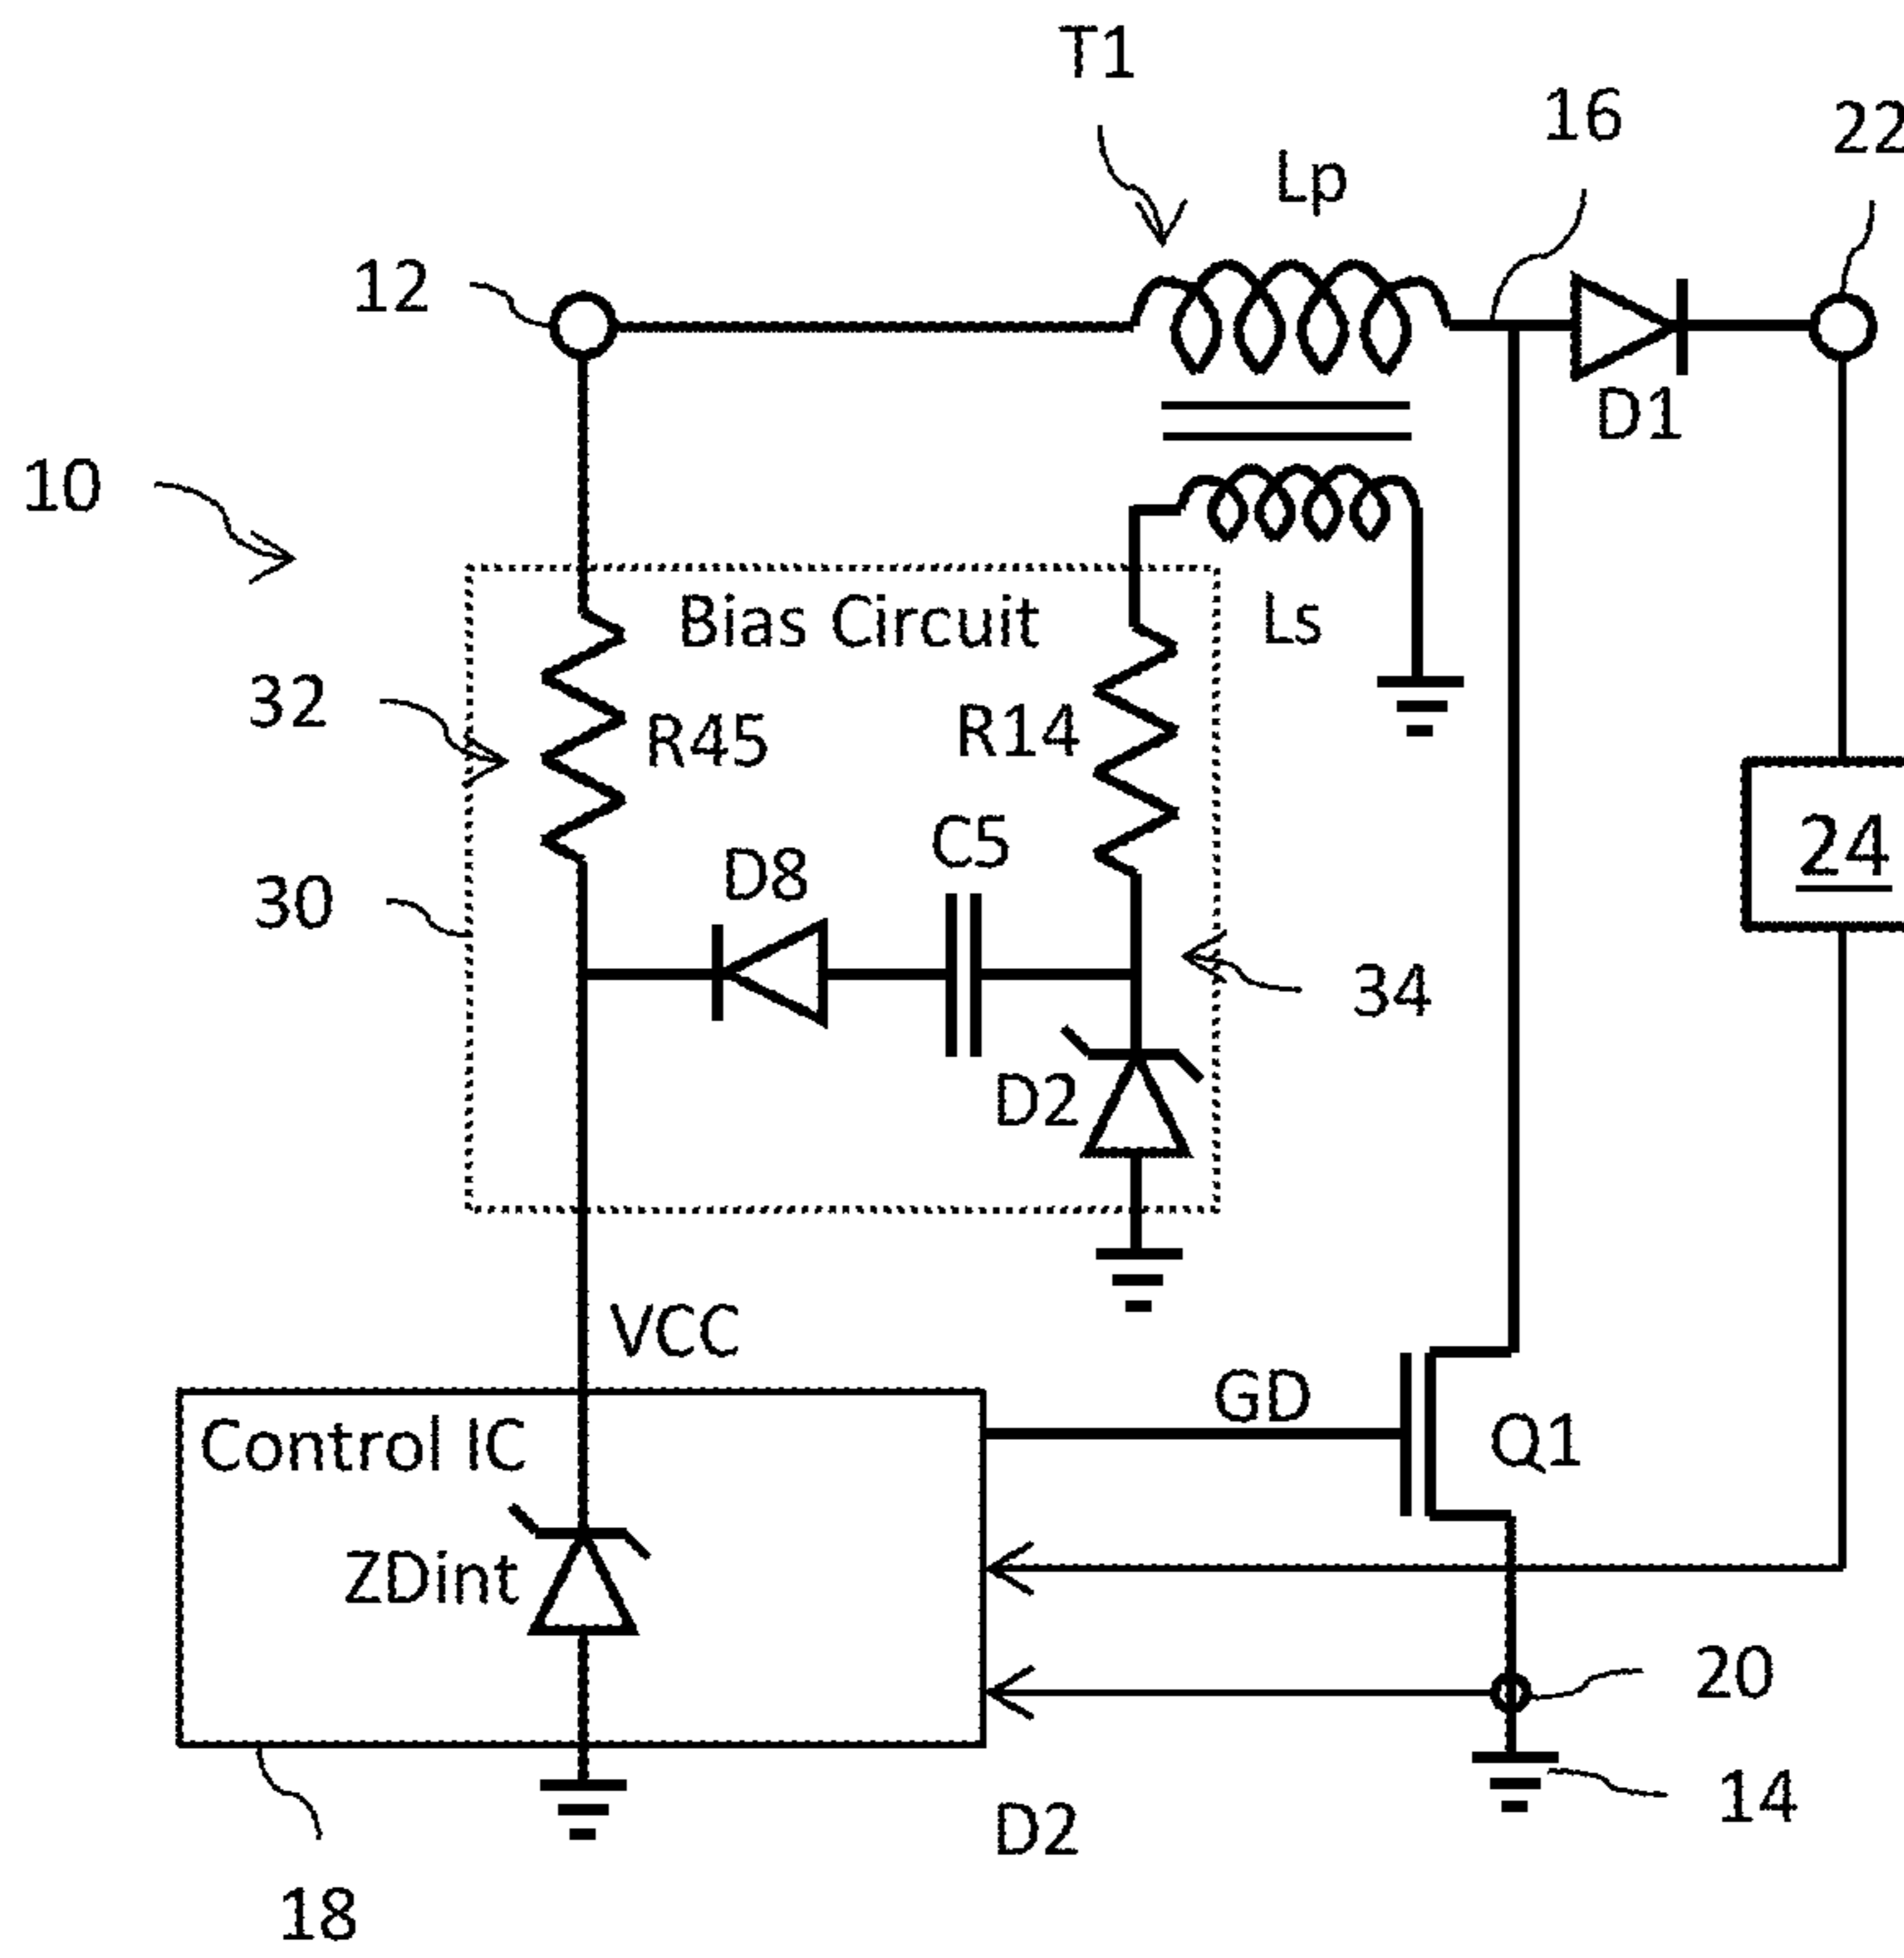 T1
Lp
16
22
12
D1
10
Bias Circuit
Ls
32
R45
R14
24
C5
D8
30
34
D2
VCC
GD
Control IC
Q1
ZDint
20
14
D2
18